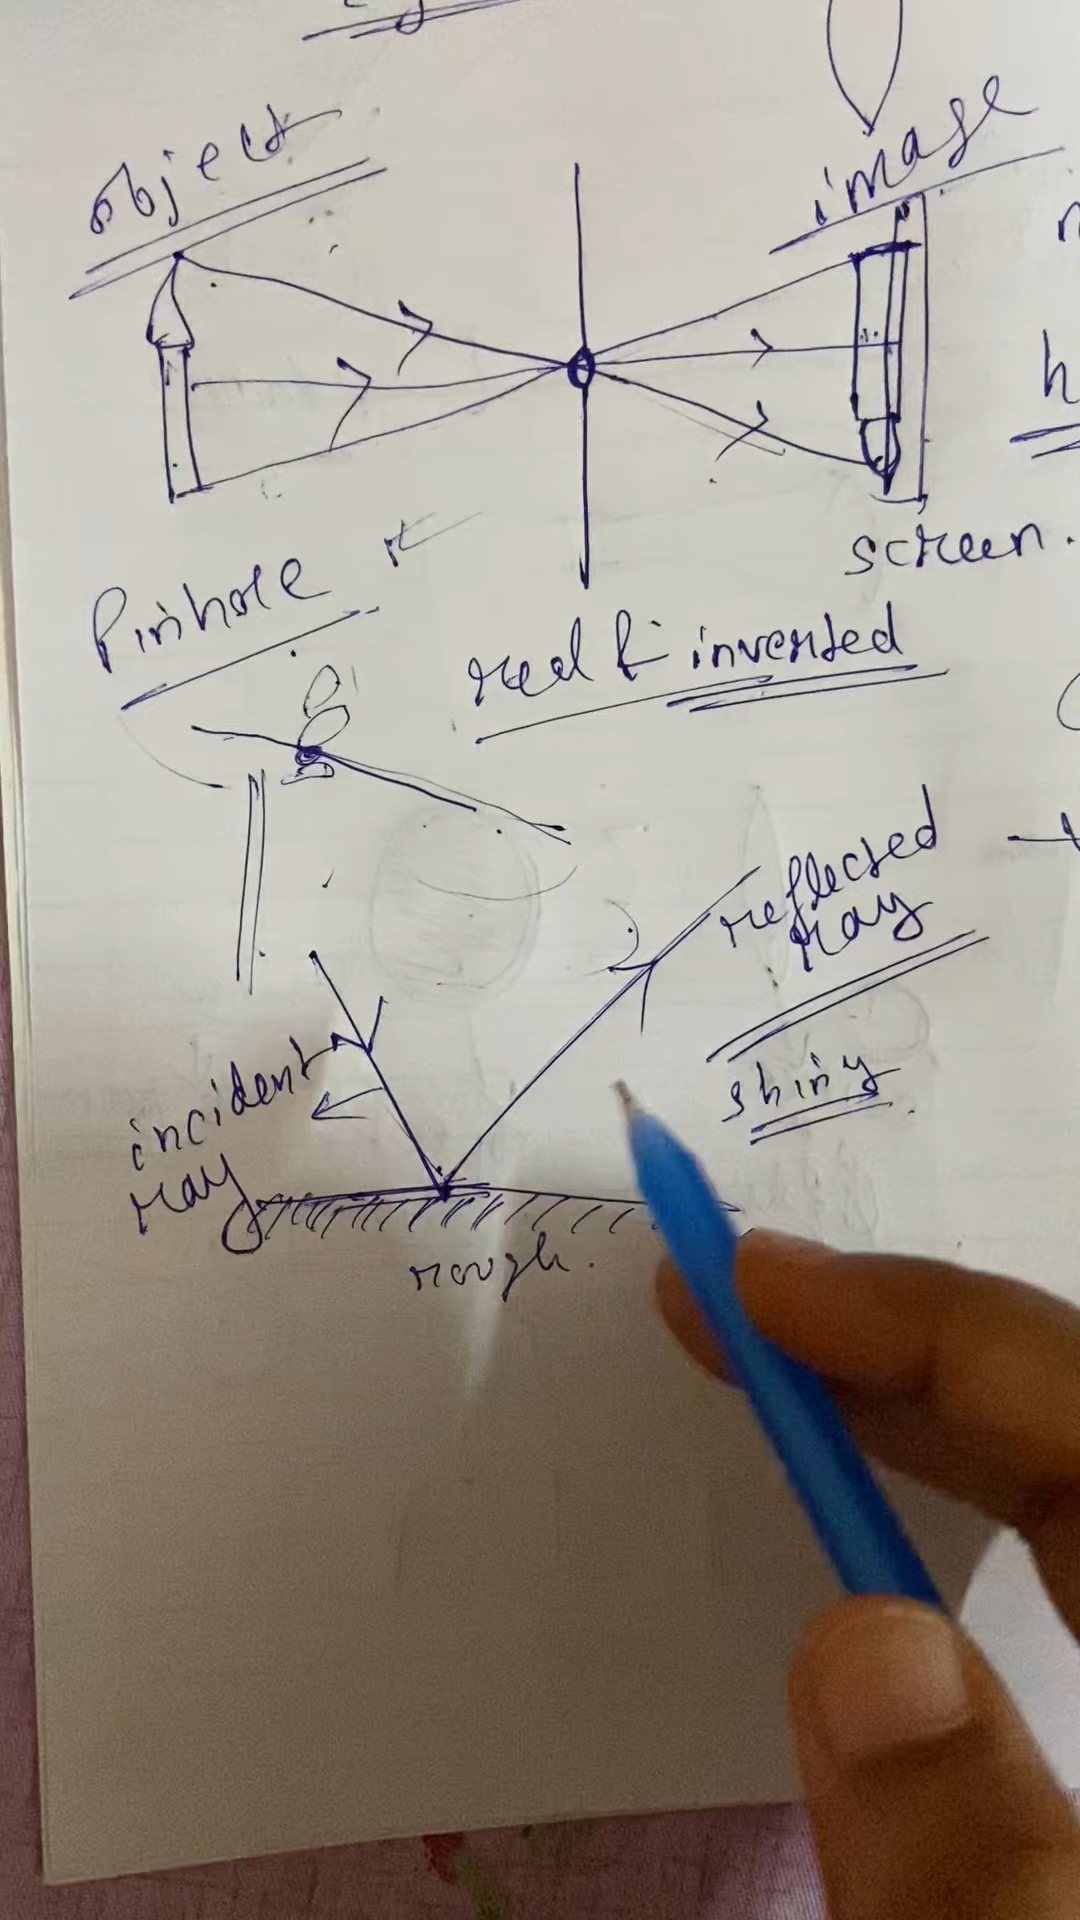 object
image
screen.
Pinhole
real & inverted
reflected
ray
incident
ray
shiny
rough.